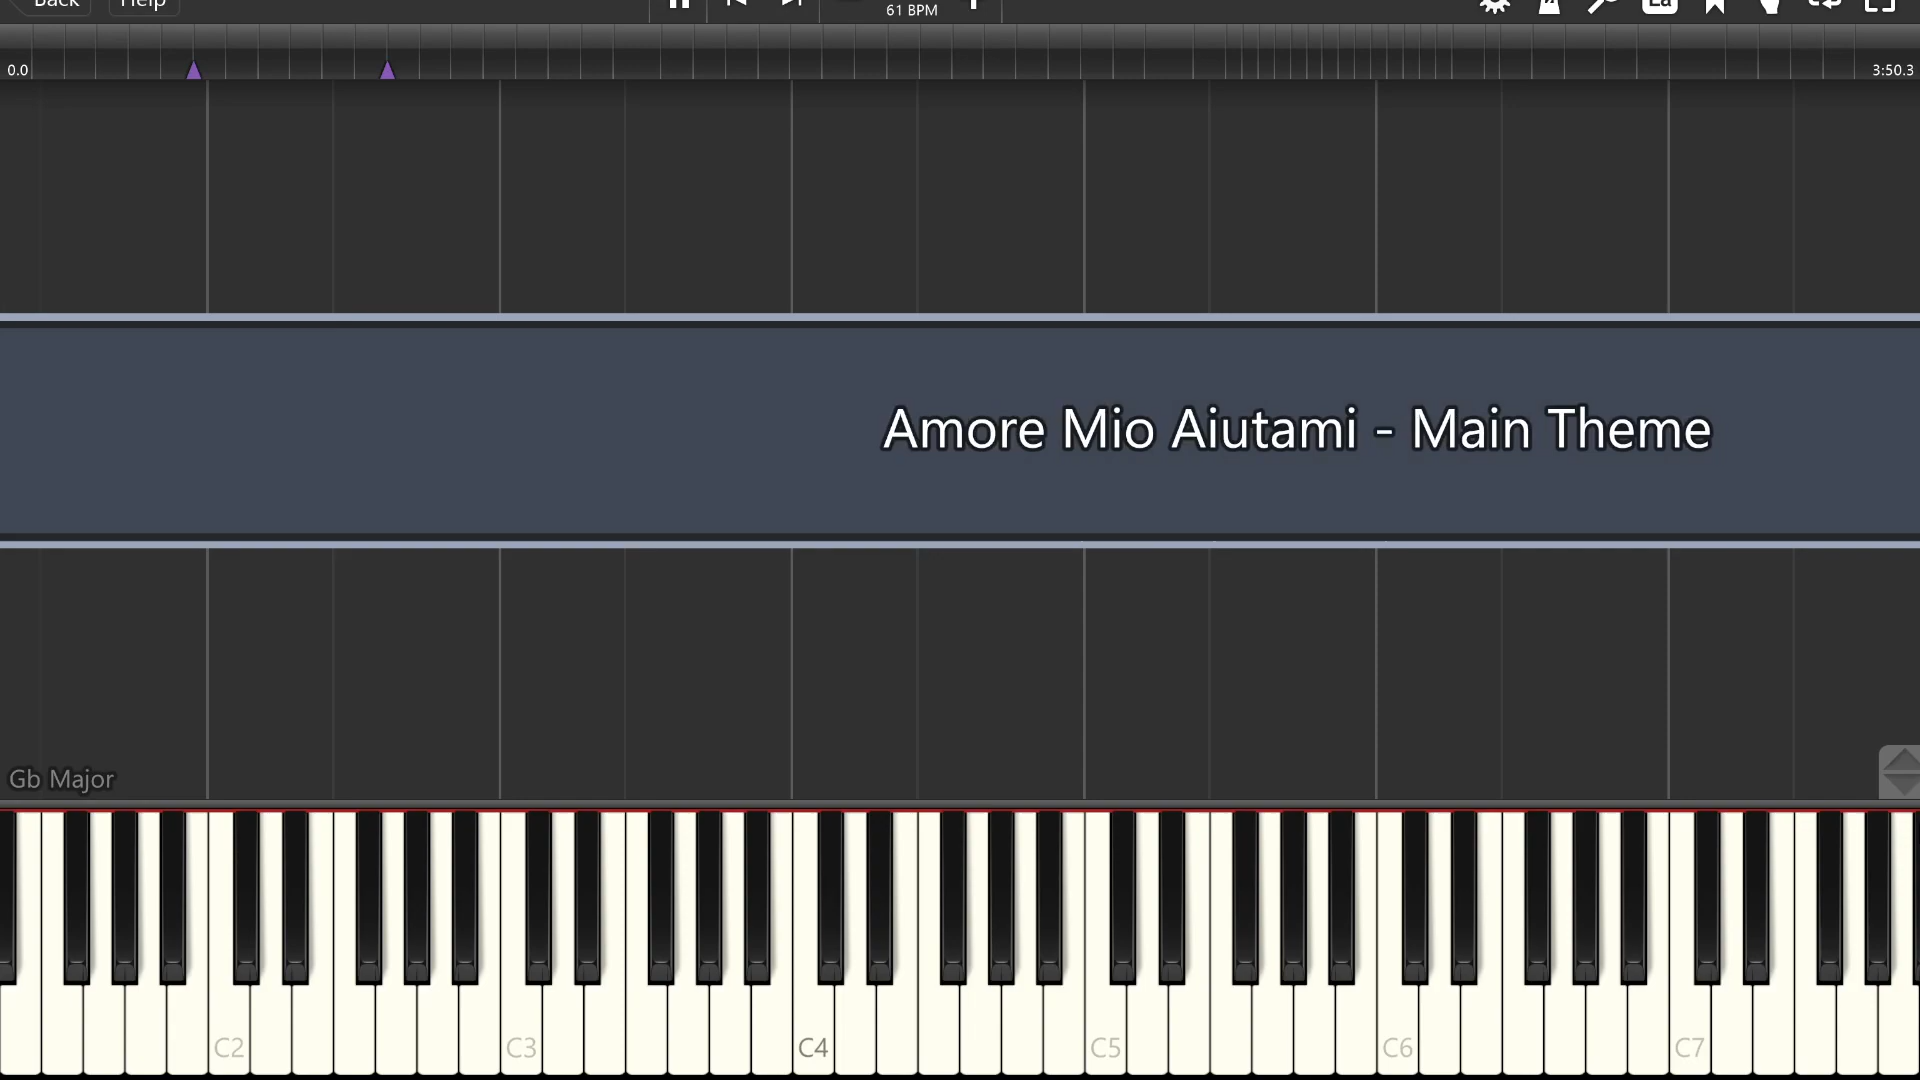 Back Help
61 BPM
La
0.0
3:50.3
Amore Mio Aiutami - Main Theme
Gb Major
C2 C3 C4 C5 C6 C7